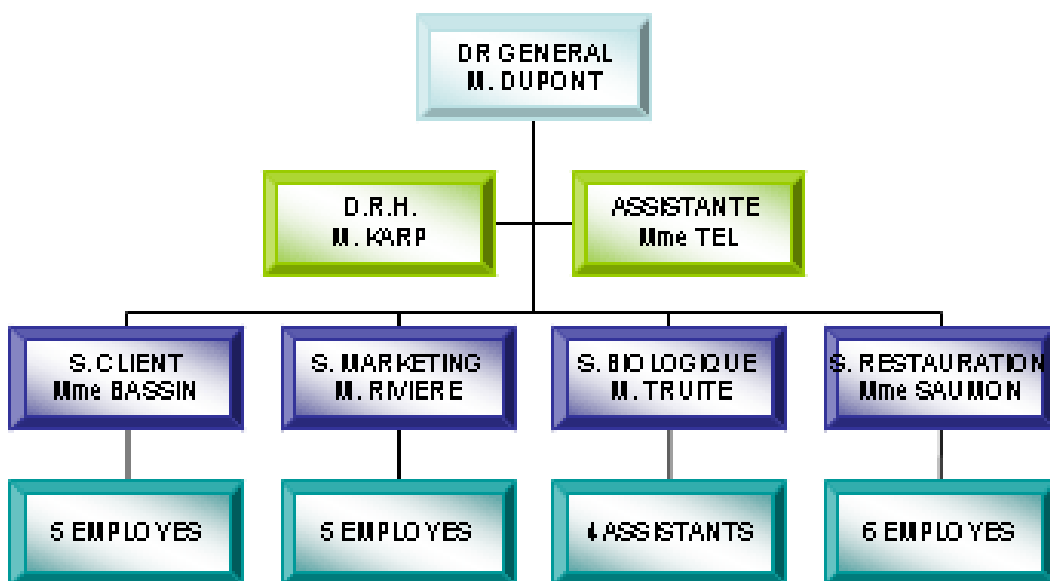 DR GENERAL
M. DUPONT
D.R.H.
M. KARP
ASSISTANTE
Mme TEL
S. CLIENT
Mme BASSIN
S. MARKETING
M. RIVIERE
S. BIOLOGIQUE
M. TRUITE
S. RESTAURATION
Mme SAUMON
5 EMPLOYES
5 EMPLOYES
4 ASSISTANTS
6 EMPLOYES